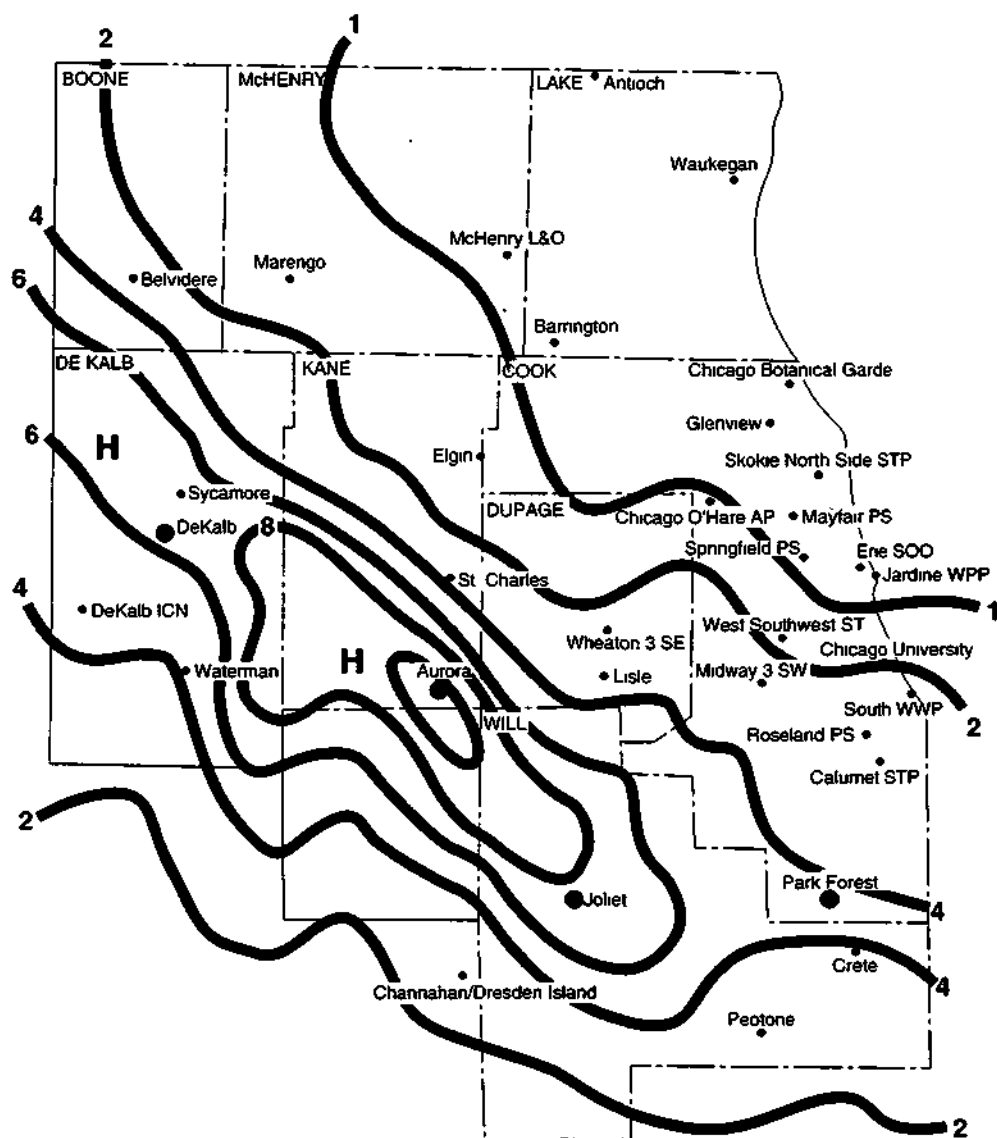 1
2
BOONE
McHENRY
LAKE
Antioch
Waukegan
4
McHenry L&O
6
Belvidere
Marengo
Barrington
DE KALB
KANE
COOK
Chicago Botanical Garde
Glenview
6
H
Elgin
Skokie North Side STP
Sycamore
DUPAGE
Chicago O'Hare AP
Mayfair PS
DeKalb
8
Springfield PS
Erie SOO
St. Charles
Jardine WPP
4
DeKalb ICN
1
Wheaton 3 SE
West Southwest ST
H
Aurora
Chicago University
Waterman
Lisle
Midway 3 SW
South WWP
2
WILL
Roseland PS
Calumet STP
2
Park Forest
Joliet
4
Crete
Channahan/Dresden Island
4
Peotone
2